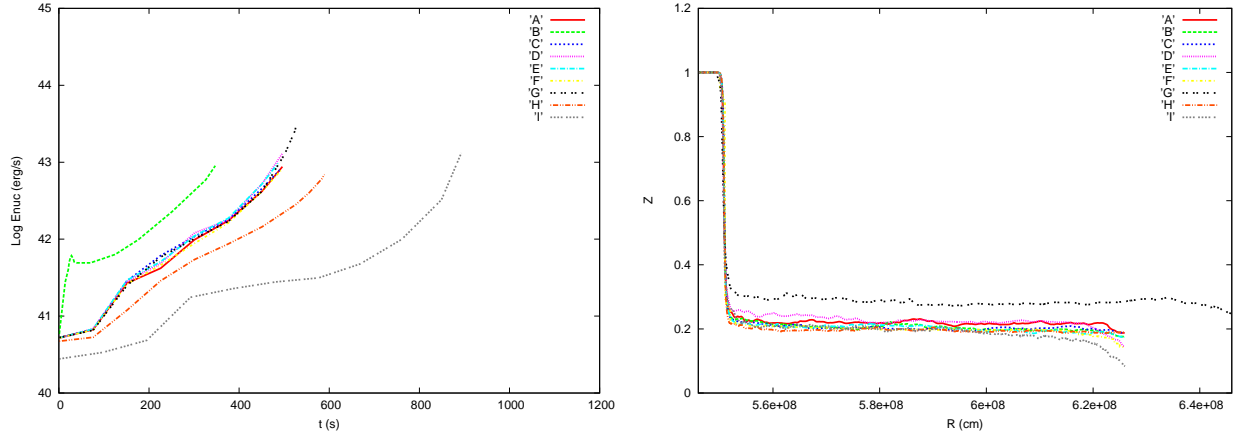 45
44
43
42
41
40
0
200
400
600
800
1000
1200
Log Enuc (erg/s)
t (s)
'A'
'B'
'C'
'D'
'E'
'F'
'G'
'H'
'I'
1.2
1
0.8
0.6
0.4
0.2
0
5.6e+08
5.8e+08
6e+08
6.2e+08
6.4e+08
Z
R (cm)
'A'
'B'
'C'
'D'
'E'
'F'
'G'
'H'
'I'